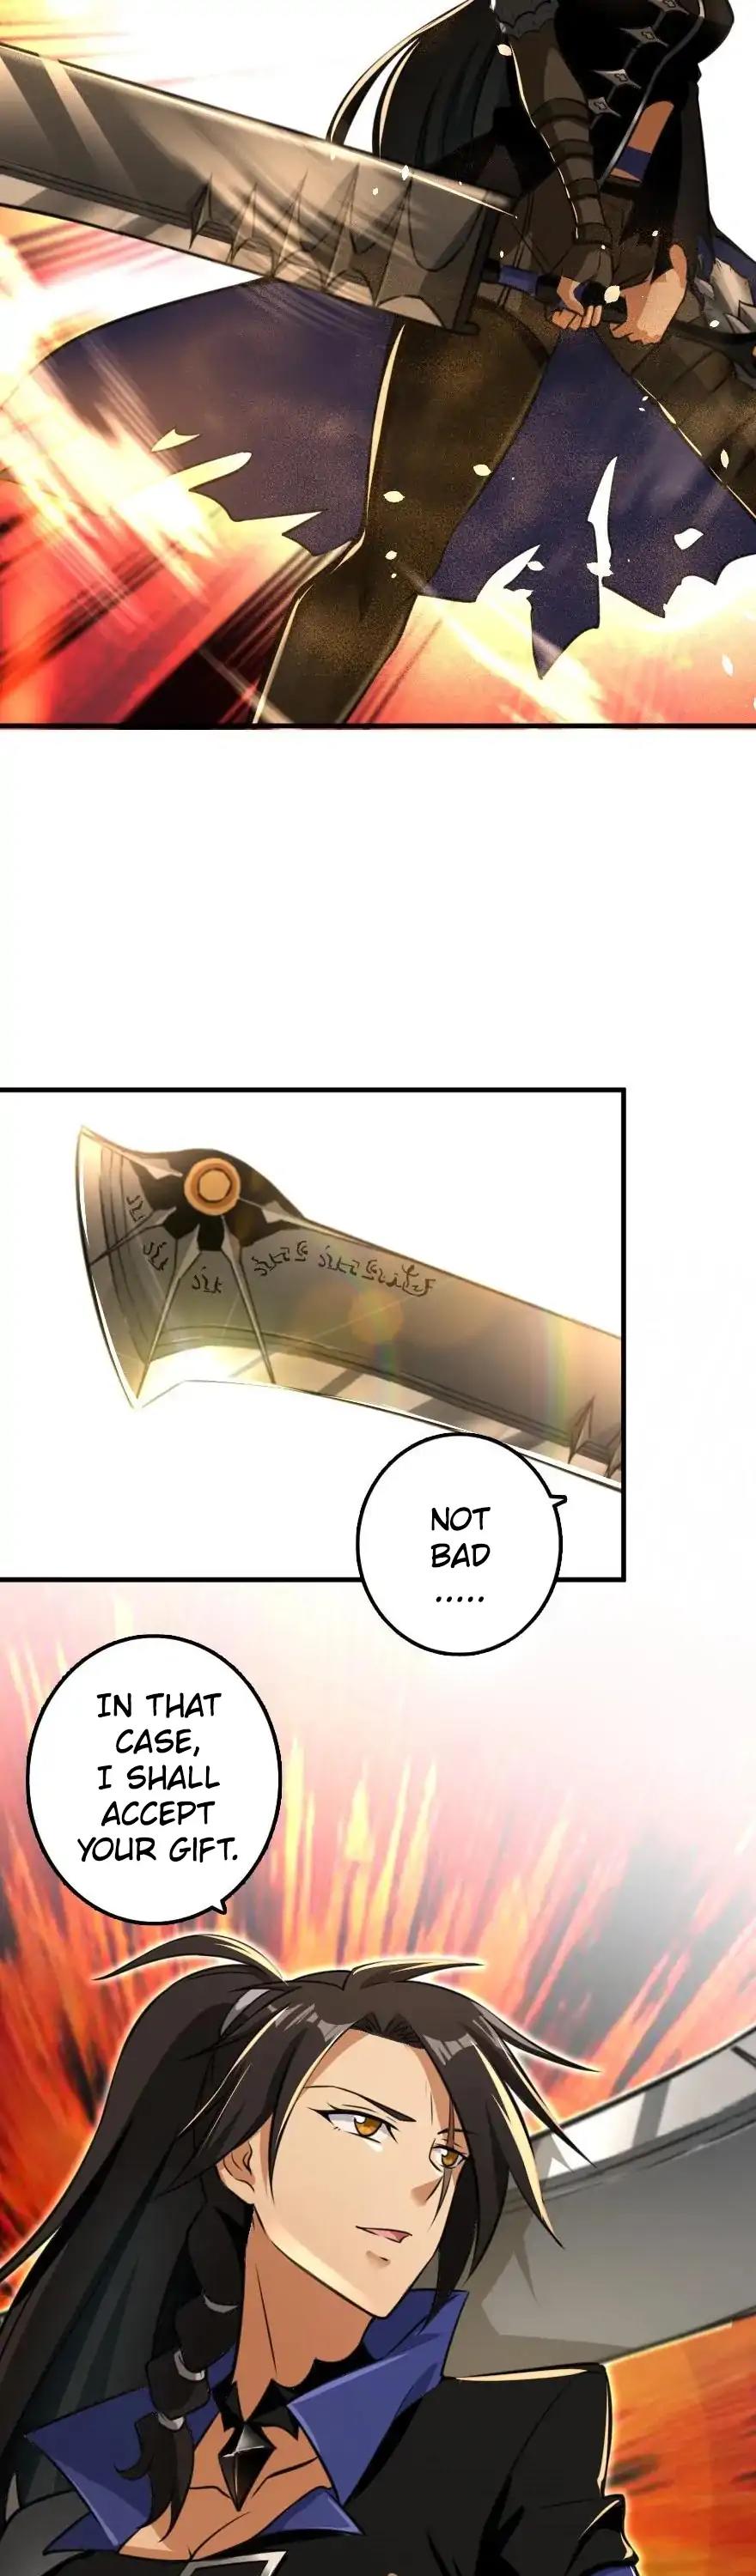 NOT
BAD
.....
IN THAT
CASE,
I SHALL
ACCEPT
YOUR GIFT.